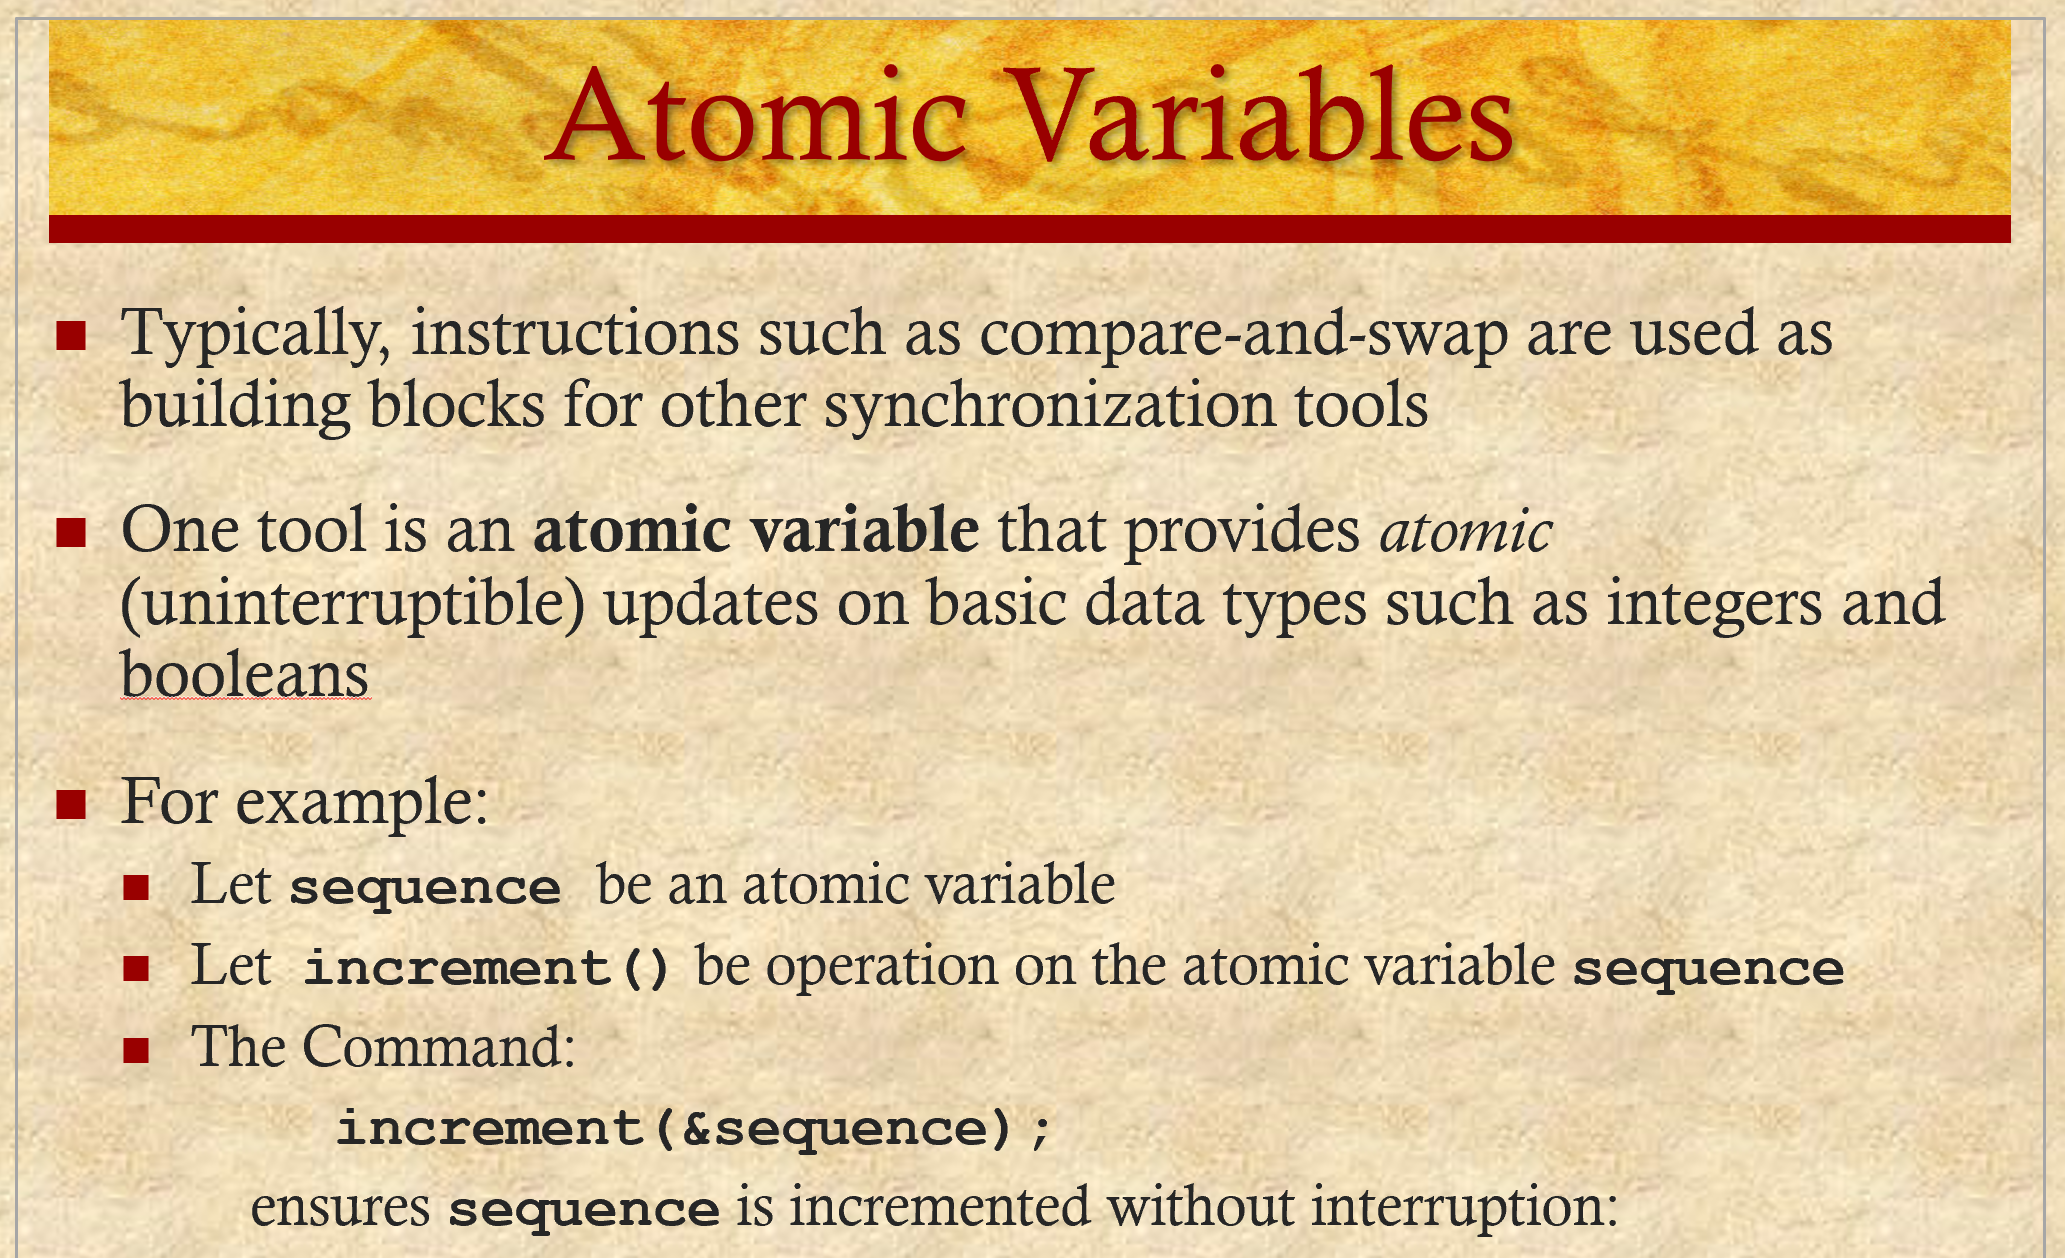 Atomic Variables
Typically, instructions such as compare-and-swap are used as
building blocks for other synchronization tools
One tool is an atomic variable that provides atomic
(uninterruptible) updates on basic data types such as integers and
booleans
For example:
Let sequence be an atomic variable
Let increment() be operation on the atomic variable sequence
The Command:
increment(&sequence);
ensures sequence is incremented without interruption: